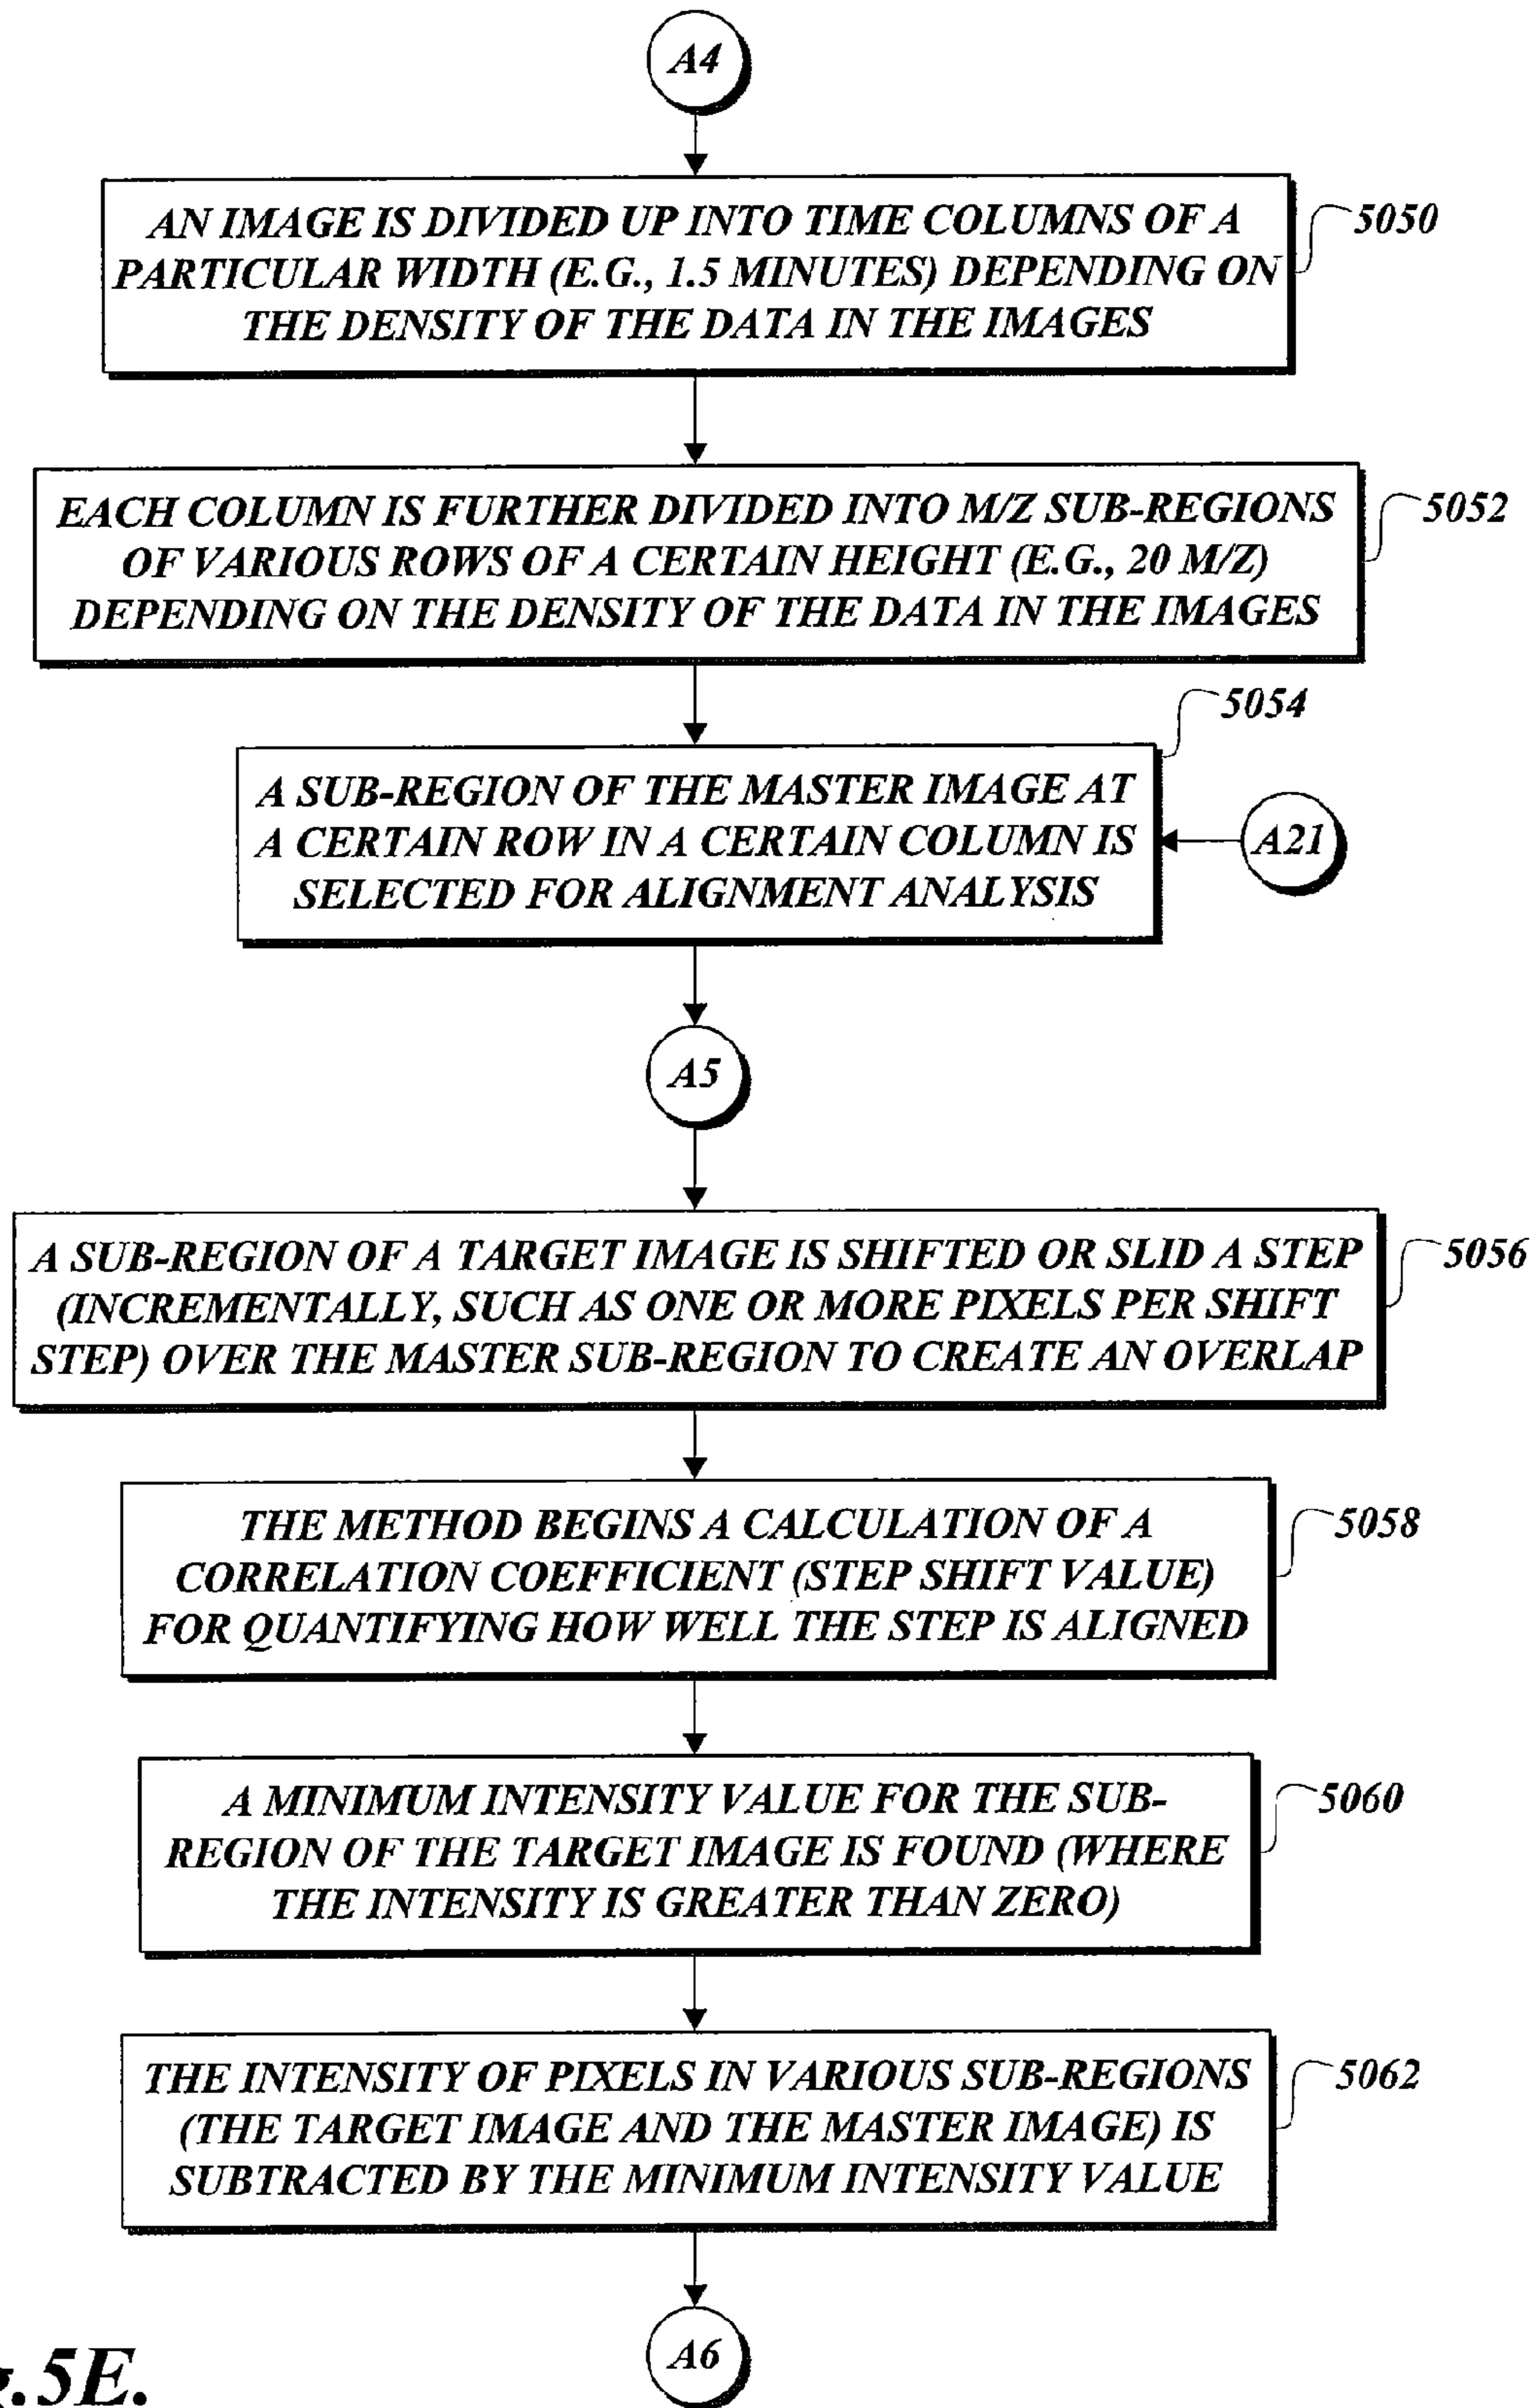 A4
AN IMAGE IS DIVIDED UP INTO TIME COLUMNS OF A
PARTICULAR WIDTH (E.G., 1.5 MINUTES) DEPENDING ON
THE DENSITY OF THE DATA IN THE IMAGES
5050
EACH COLUMN IS FURTHER DIVIDED INTO M/Z SUB-REGIONS
OF VARIOUS ROWS OF A CERTAIN HEIGHT (E.G., 20 M/Z)
DEPENDING ON THE DENSITY OF THE DATA IN THE IMAGES
5052
5054
A SUB-REGION OF THE MASTER IMAGE AT
A CERTAIN ROW IN A CERTAIN COLUMN IS
SELECTED FOR ALIGNMENT ANALYSIS
A21
A5
A SUB-REGION OF A TARGET IMAGE IS SHIFTED OR SLID A STEP
(INCREMENTALLY, SUCH AS ONE OR MORE PIXELS PER SHIFT
STEP) OVER THE MASTER SUB-REGION TO CREATE AN OVERLAP
5056
THE METHOD BEGINS A CALCULATION OF A
CORRELATION COEFFICIENT (STEP SHIFT VALUE)
FOR QUANTIFYING HOW WELL THE STEP IS ALIGNED
5058
A MINIMUM INTENSITY VALUE FOR THE SUB-
REGION OF THE TARGET IMAGE IS FOUND (WHERE
THE INTENSITY IS GREATER THAN ZERO)
5060
THE INTENSITY OF PIXELS IN VARIOUS SUB-REGIONS
(THE TARGET IMAGE AND THE MASTER IMAGE) IS
SUBTRACTED BY THE MINIMUM INTENSITY VALUE
5062
A6
g.5E.